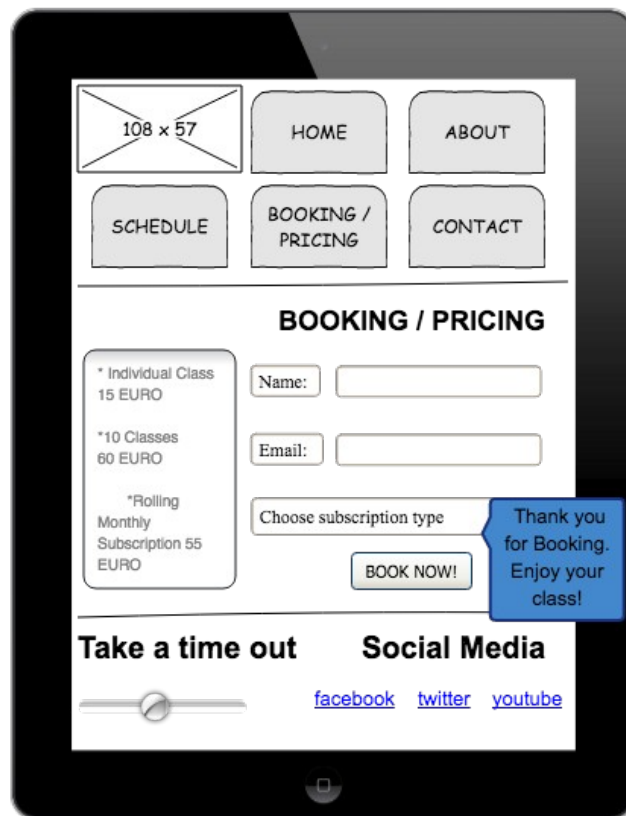 108 x 57
HOME
ABOUT
SCHEDULE
BOOKING /
PRICING
CONTACT
BOOKING / PRICING
* Individual Class
15 EURO
*10 Classes
60 EURO
*Rolling
Monthly
Subscription 55
EURO
Name:
Email:
Choose subscription type
BOOK NOW!
Thank you
for Booking.
Enjoy your
class!
Take a time out
Social Media
facebook twitter youtube